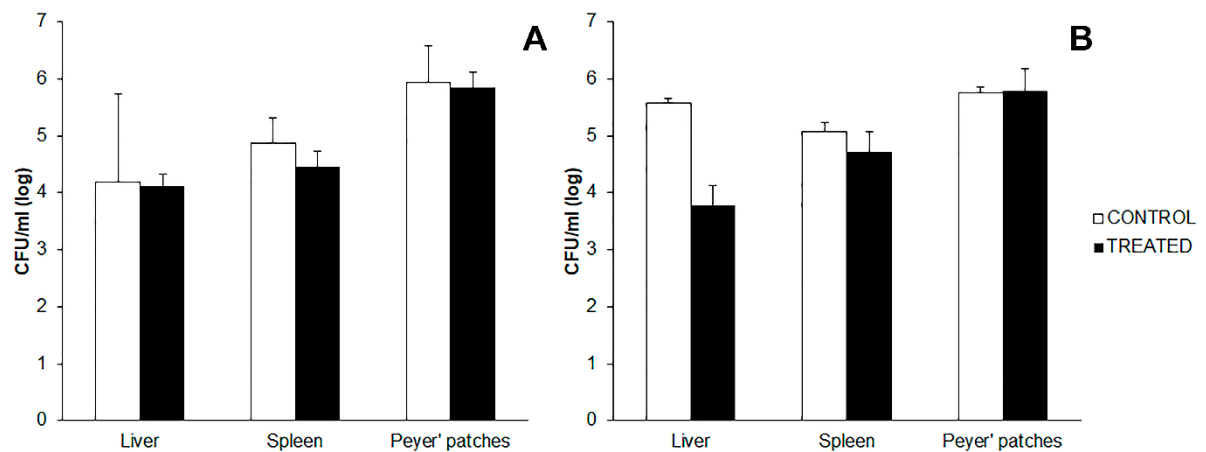 A
7
6
5
4
3
2
1
0
CFU/ml (log)
Liver Spleen Peyer' patches
B
7
6
5
4
3
2
1
0
CFU/ml (log)
Liver Spleen Peyer' patches
CONTROL
TREATED